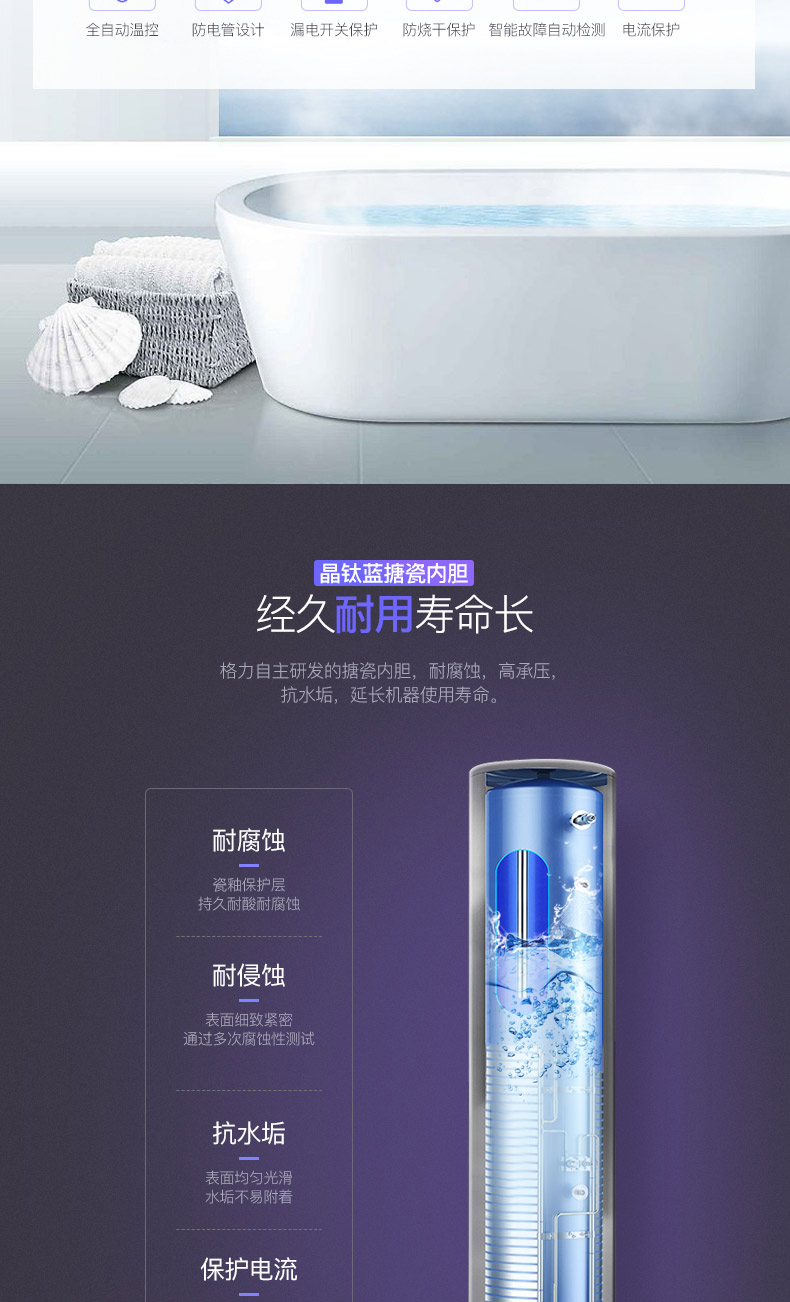 全自动温控 防电管设计 漏电开关保护 防烧干保护 智能故障自动检测 电流保护
晶钛蓝搪瓷内胆
经久耐用寿命长
格力自主研发的搪瓷内胆，耐腐蚀，高承压，
抗水垢，延长机器使用寿命。
耐腐蚀
瓷釉保护层
持久耐酸耐腐蚀
耐侵蚀
表面细致紧密
通过多次腐蚀性测试
抗水垢
表面均匀光滑
水垢不易附着
保护电流